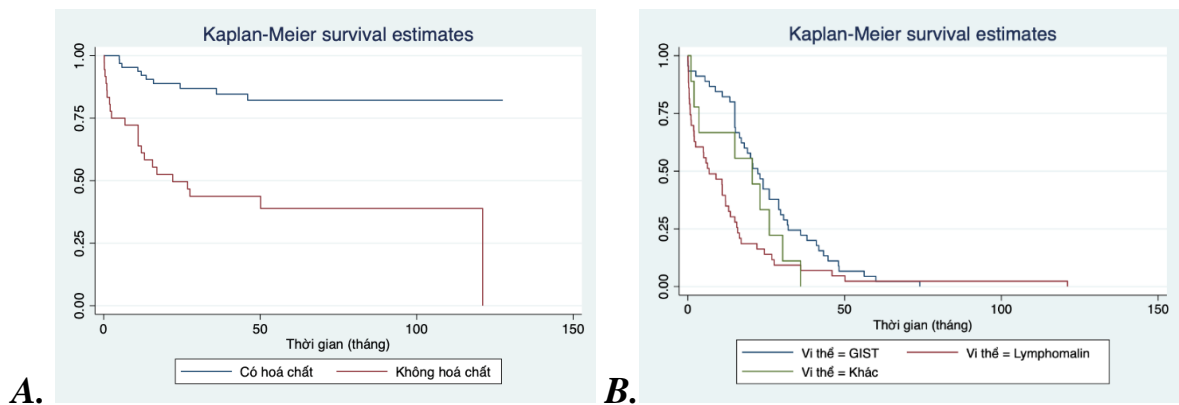 Kaplan-Meier survival estimates
1.00
0.75
0.50
0.25
0.00
0 50 100 150
Thời gian (tháng)
Có hoá chất Không hoá chất
A.
Kaplan-Meier survival estimates
1.00
0.75
0.50
0.25
0.00
0 50 100 150
Thời gian (tháng)
Vi thể = GIST Vi thể = Lymphomalin
Vi thể = Khác
B.